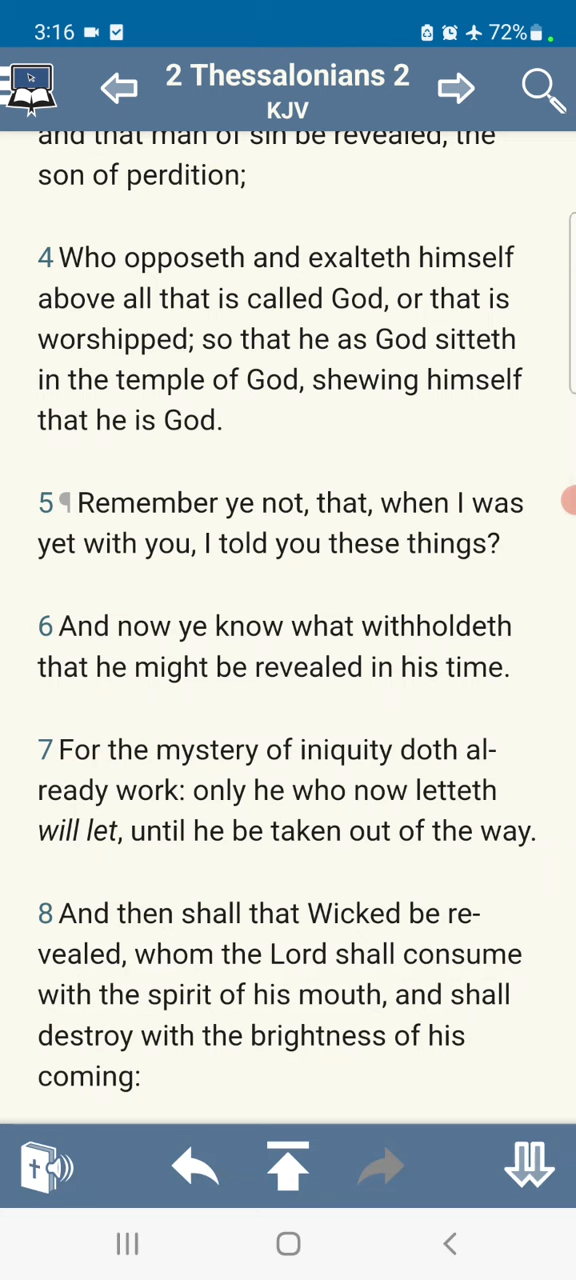 3:16
72%
2 Thessalonians 2
KJV
and that man of sin be revealed, the
son of perdition;
4 Who opposeth and exalteth himself
above all that is called God, or that is
worshipped; so that he as God sitteth
in the temple of God, shewing himself
that he is God.
5 ¶ Remember ye not, that, when I was
yet with you, I told you these things?
6 And now ye know what withholdeth
that he might be revealed in his time.
7 For the mystery of iniquity doth al-
ready work: only he who now letteth
will let, until he be taken out of the way.
8 And then shall that Wicked be re-
vealed, whom the Lord shall consume
with the spirit of his mouth, and shall
destroy with the brightness of his
coming: